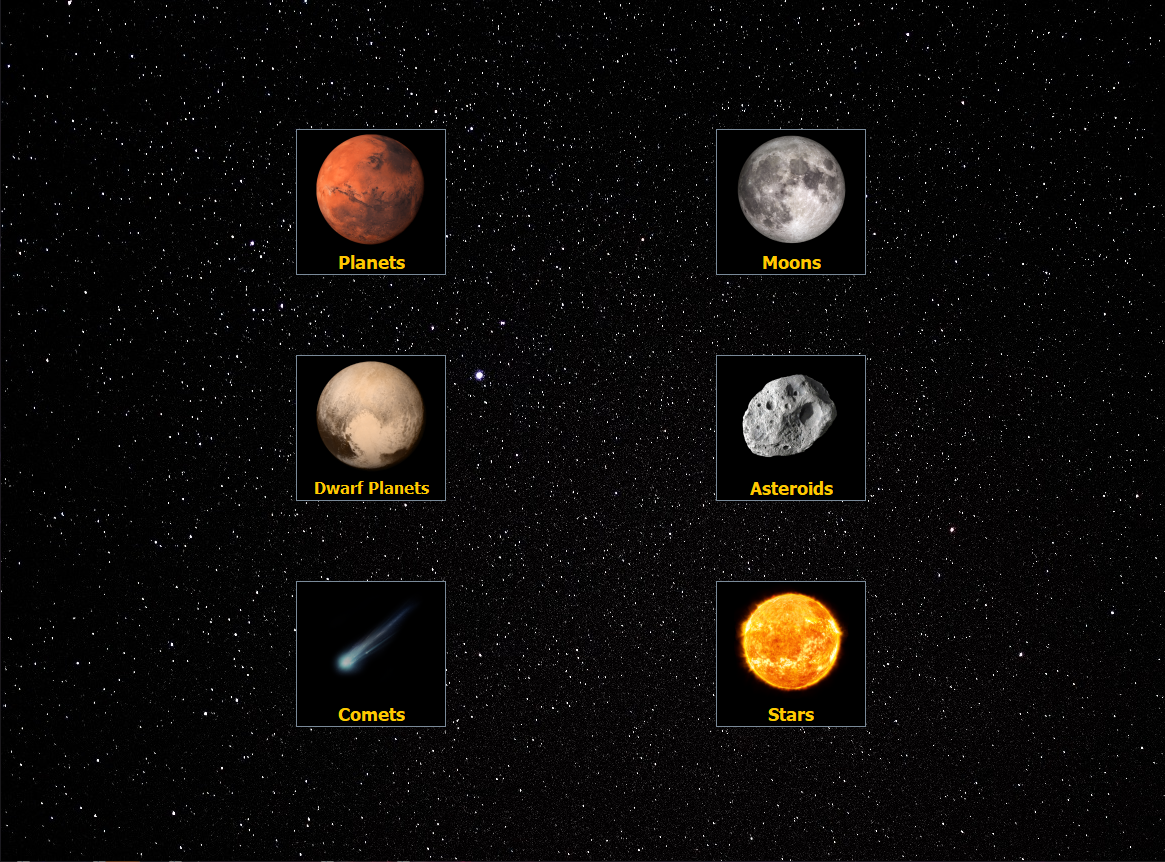 Planets
Moons
Dwarf Planets
Asteroids
Comets
Stars